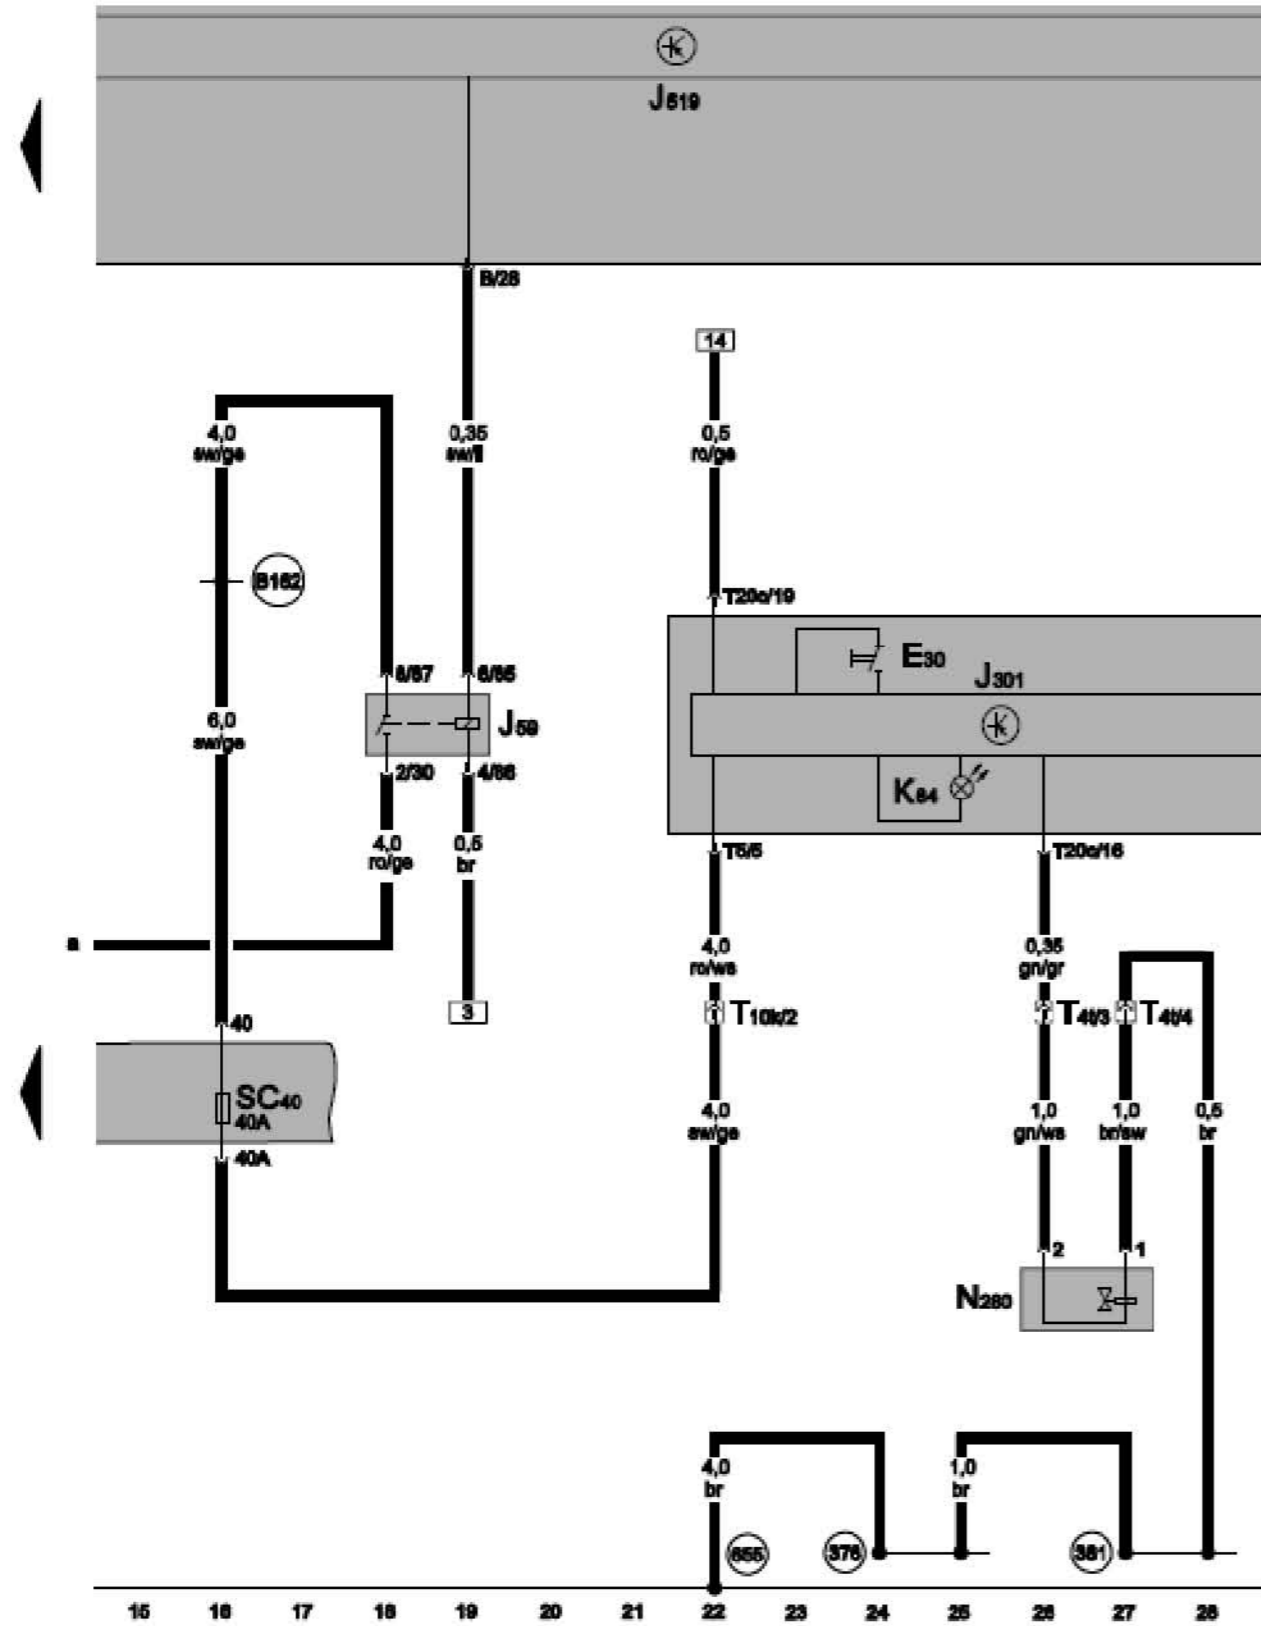 J519
B/28
14
4,0
sw/ge
0,35
sw/li
0,5
ro/ge
B162
T20c/19
E30
J301
8/87
6/85
6,0
sw/ge
J59
K84
2/30
4/86
4,0
ro/ge
0,5
br
T5/5
T20c/16
a
4,0
ro/ws
0,35
gn/gr
40
3
T10k/2
T4t/3
T4t/4
SC40
40A
40A
4,0
sw/ge
1,0
gn/ws
1,0
br/sw
0,5
br
2
1
N280
4,0
br
1,0
br
655
376
381
15 16 17 18 19 20 21 22 23 24 25 26 27 28